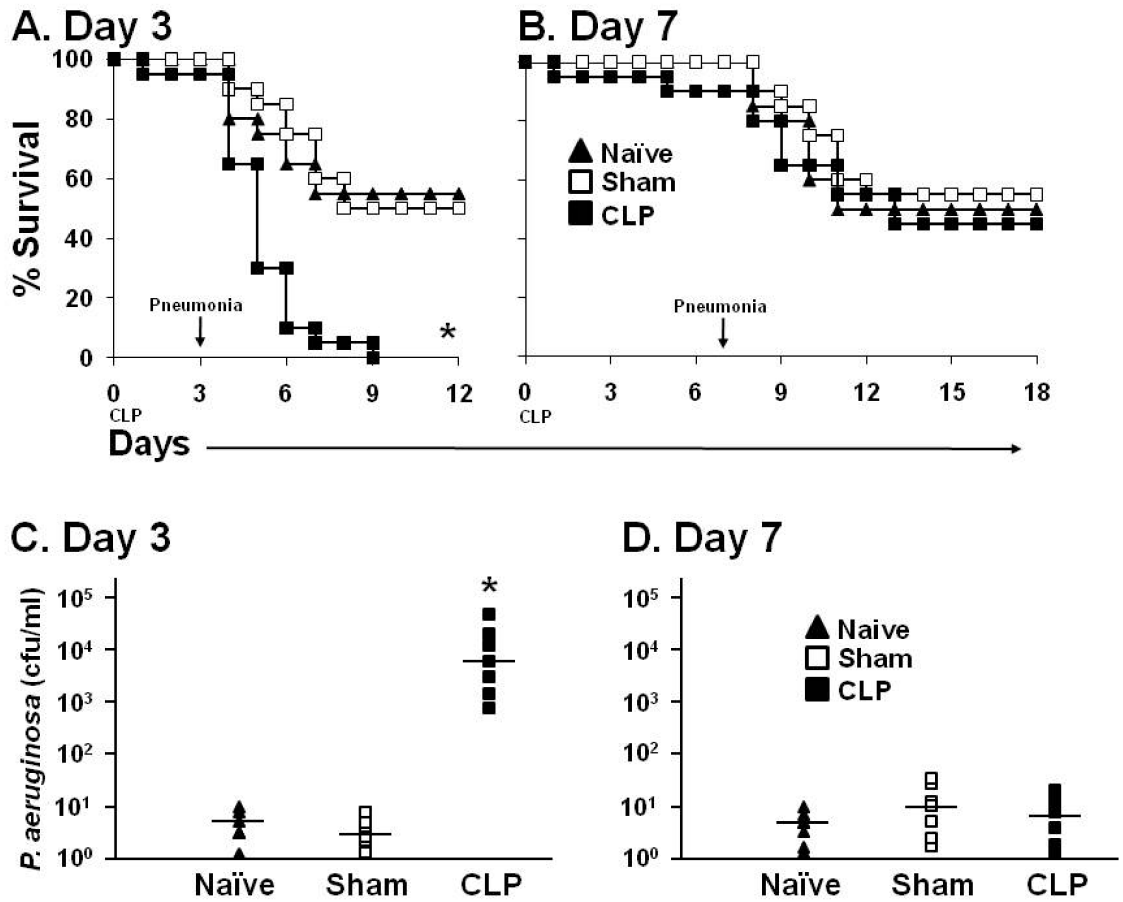 A. Day 3
B. Day 7
% Survival
100
80
60
40
20
0
Naïve
Sham
CLP
Pneumonia
Pneumonia
*
0 3 6 9 12
0 3 6 9 12 15 18
CLP
CLP
Days
C. Day 3
D. Day 7
P. aeruginosa (cfu/ml)
10⁵
10⁴
10³
10²
10¹
10⁰
*
Naïve Sham CLP
10⁵
10⁴
10³
10²
10¹
10⁰
Naive
Sham
CLP
Naïve Sham CLP